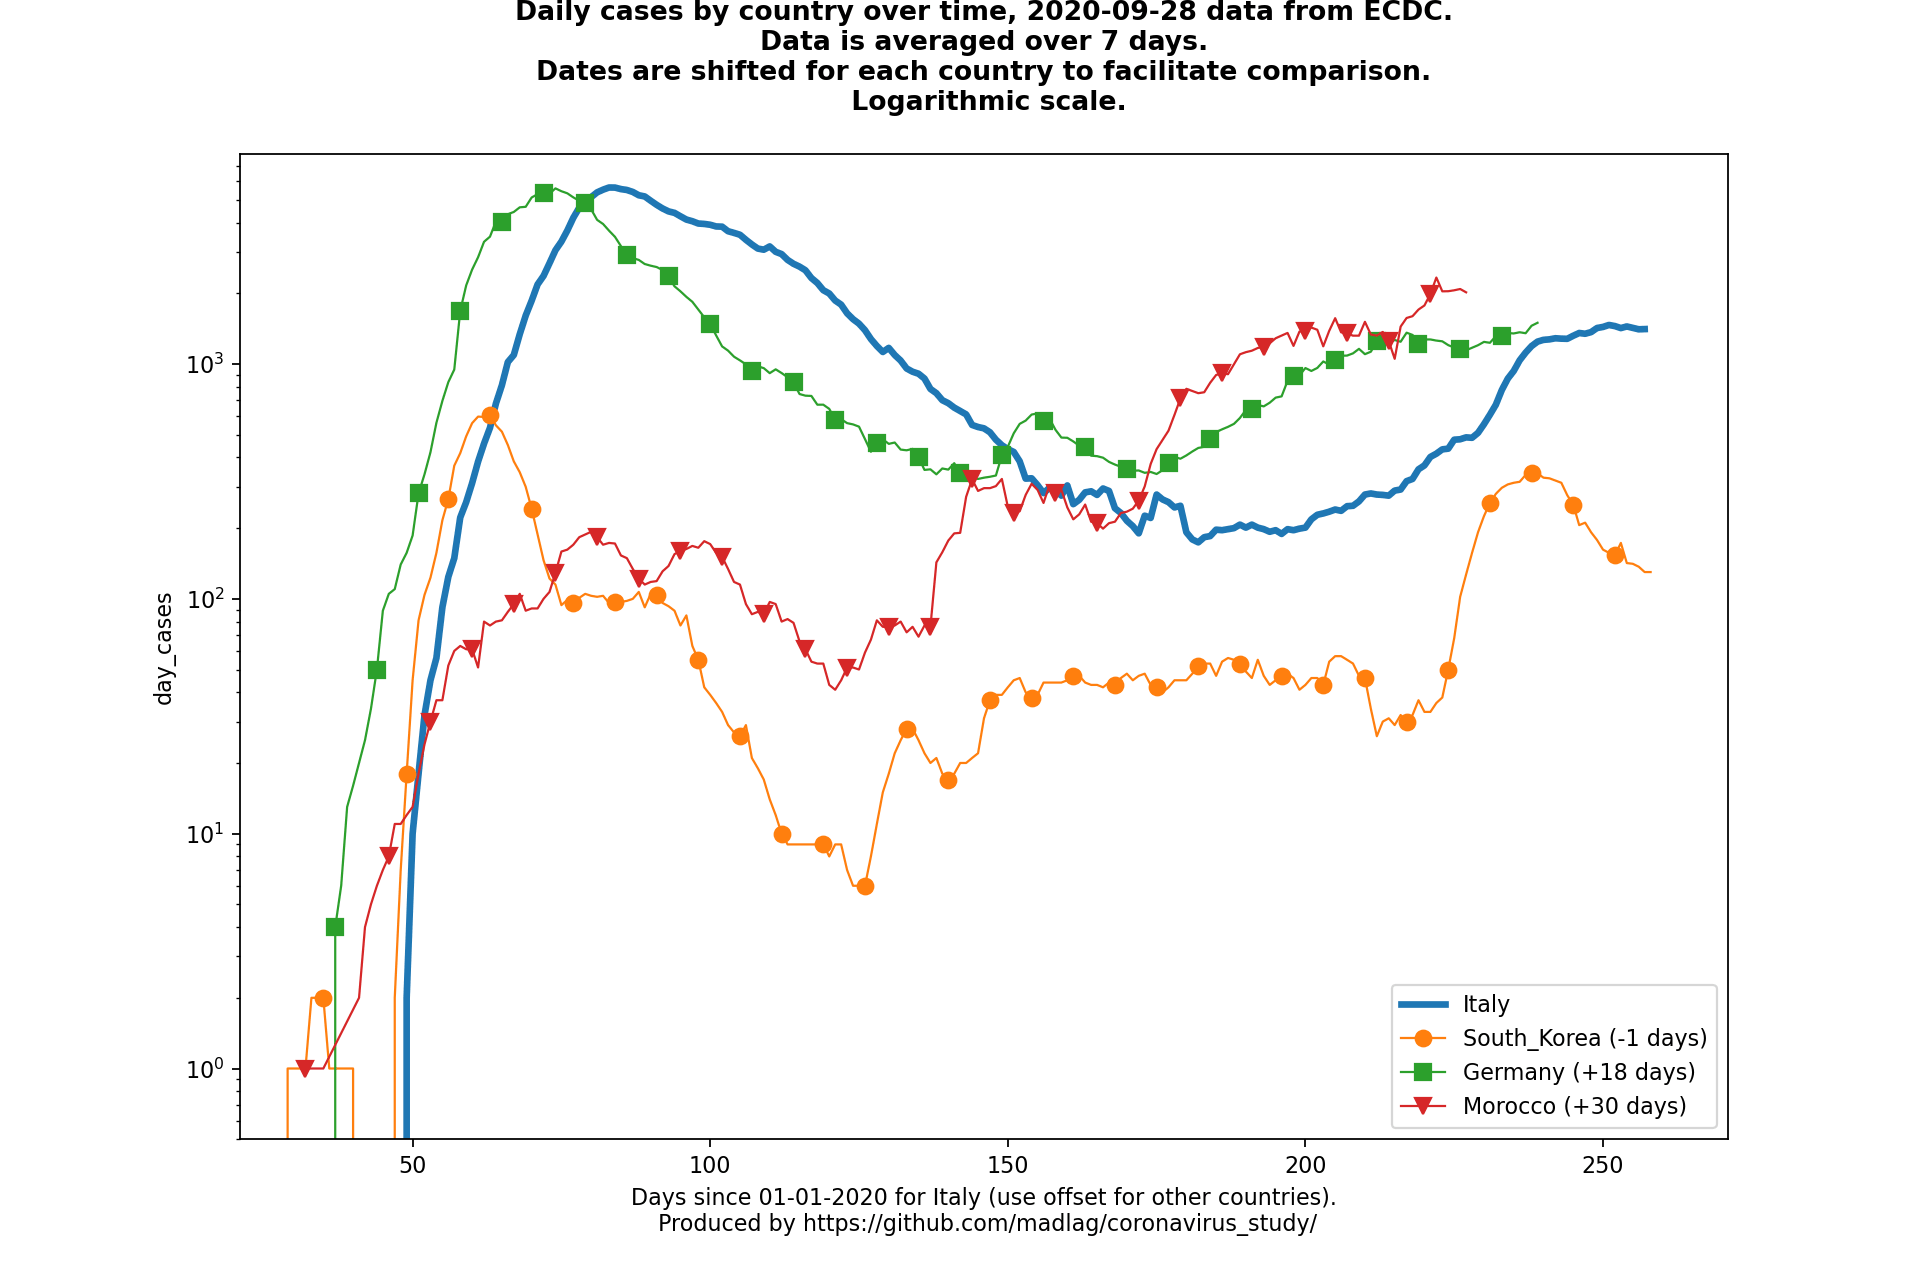 Daily cases by country over time, 2020-09-28 data from ECDC.
Data is averaged over 7 days.
Dates are shifted for each country to facilitate comparison.
Logarithmic scale.
day_cases
10³
10²
10¹
10⁰
50
100
150
200
250
Italy
South_Korea (-1 days)
Germany (+18 days)
Morocco (+30 days)
Days since 01-01-2020 for Italy (use offset for other countries).
Produced by https://github.com/madlag/coronavirus_study/